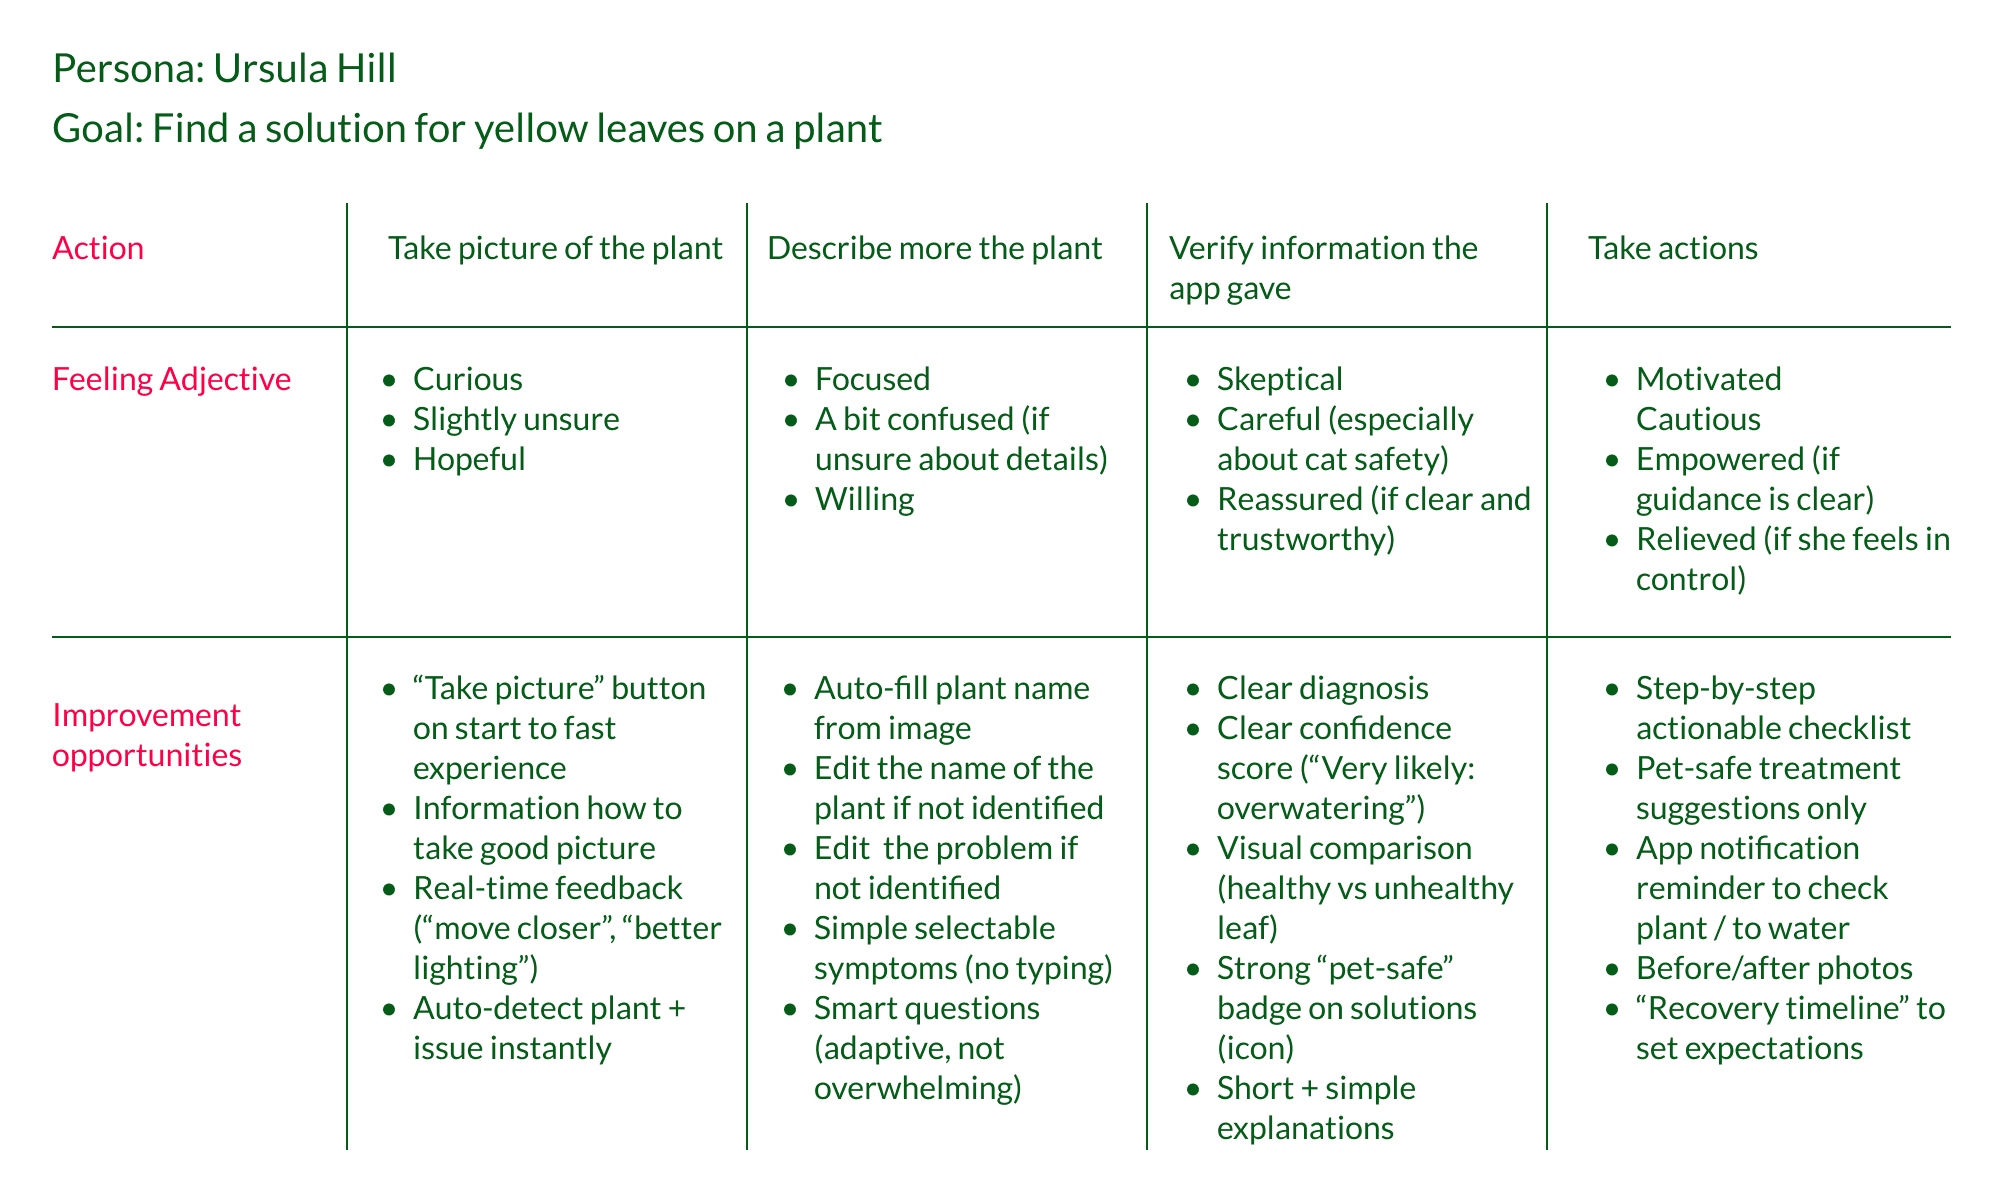 Persona: Ursula Hill
Goal: Find a solution for yellow leaves on a plant
Action
Take picture of the plant
Describe more the plant
Verify information the
app gave
Take actions
Feeling Adjective
• Curious
• Slightly unsure
• Hopeful
• Focused
• A bit confused (if
unsure about details)
• Willing
• Skeptical
• Careful (especially
about cat safety)
• Reassured (if clear and
trustworthy)
• Motivated
Cautious
• Empowered (if
guidance is clear)
• Relieved (if she feels in
control)
Improvement
opportunities
• “Take picture” button
on start to fast
experience
• Information how to
take good picture
• Real-time feedback
(“move closer”, “better
lighting”)
• Auto-detect plant +
issue instantly
• Auto-fill plant name
from image
• Edit the name of the
plant if not identified
• Edit  the problem if
not identified
• Simple selectable
symptoms (no typing)
• Smart questions
(adaptive, not
overwhelming)
• Clear diagnosis
• Clear confidence
score (“Very likely:
overwatering”)
• Visual comparison
(healthy vs unhealthy
leaf)
• Strong “pet-safe”
badge on solutions
(icon)
• Short + simple
explanations
• Step-by-step
actionable checklist
• Pet-safe treatment
suggestions only
• App notification
reminder to check
plant / to water
• Before/after photos
• “Recovery timeline” to
set expectations